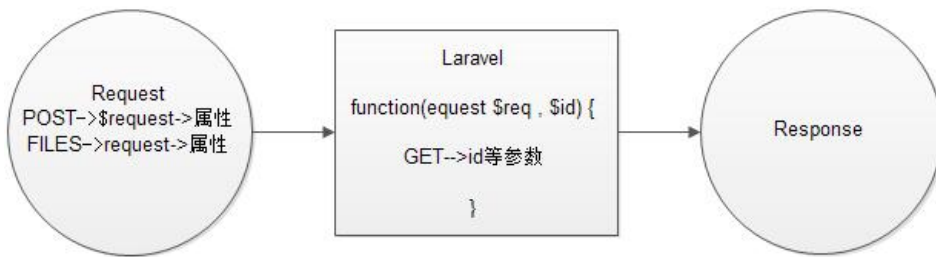 Request
POST->$request->属性
FILES->request->属性
Laravel
function(equest $req , $id) {
GET-->id等参数
}
Response